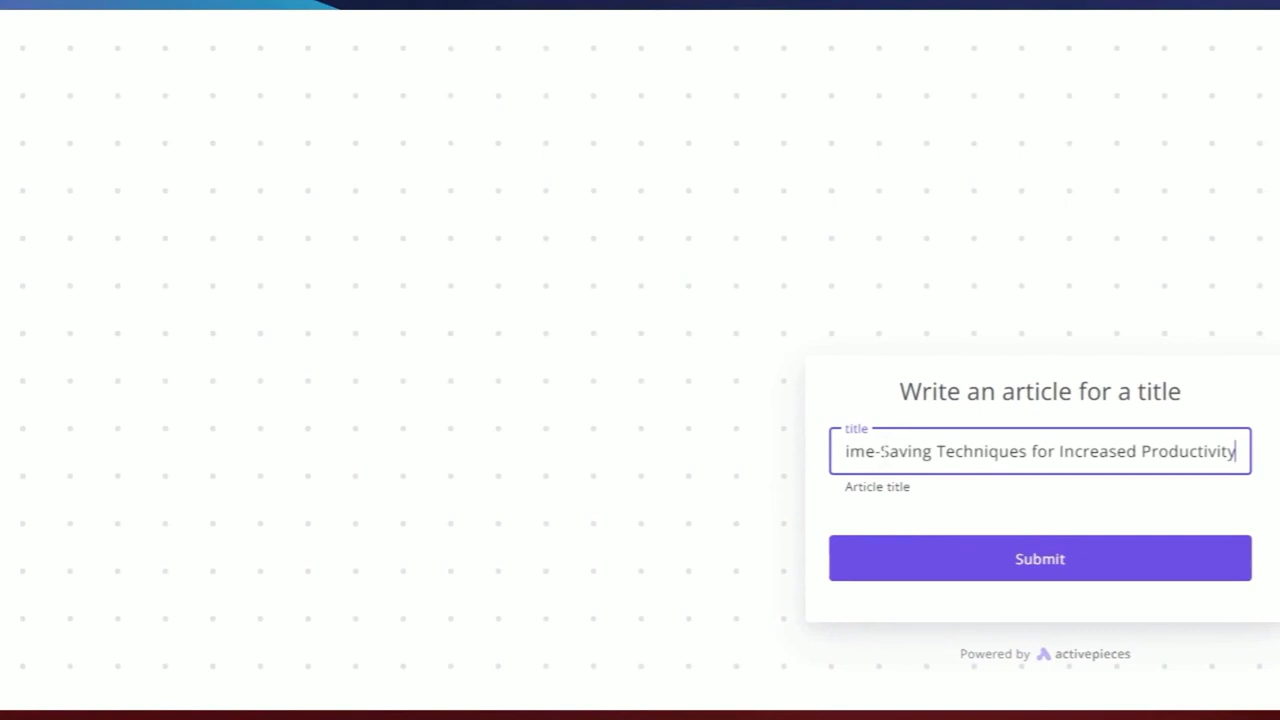 Write an article for a title
title
ime-Saving Techniques for Increased Productivity
Article title
Submit
Powered by activepieces